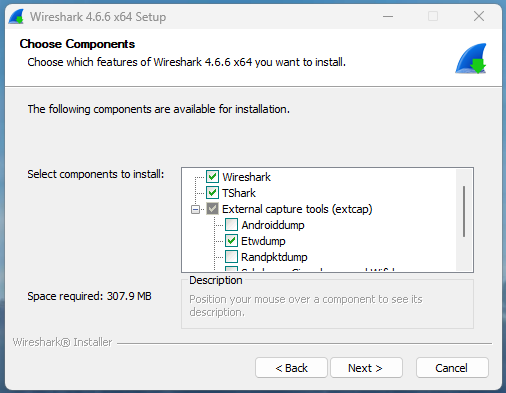 Wireshark 4.6.6 x64 Setup
Choose Components
Choose which features of Wireshark 4.6.6 x64 you want to install.
The following components are available for installation.
Select components to install:
Wireshark
TShark
External capture tools (extcap)
Androiddump
Etwdump
Randpktdump
Description
Position your mouse over a component to see its
description.
Space required: 307.9 MB
Wireshark® Installer
< Back
Next >
Cancel